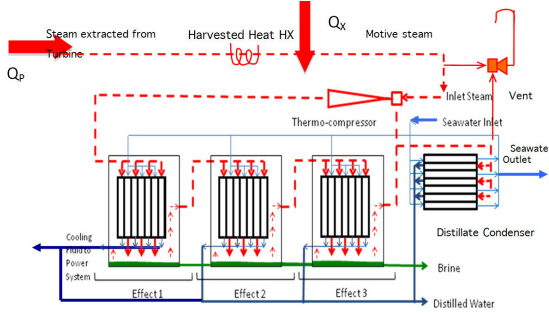 Steam extracted from
Turbine
Harvested Heat HX
Qx
Motive steam
QP
Inlet Steam
Vent
Thermo-compressor
Seawater Inlet
Seawate
Outlet
Distillate Condenser
Cooling
Fluid to
Power
System
Brine
Effect 1
Effect 2
Effect 3
Distilled Water